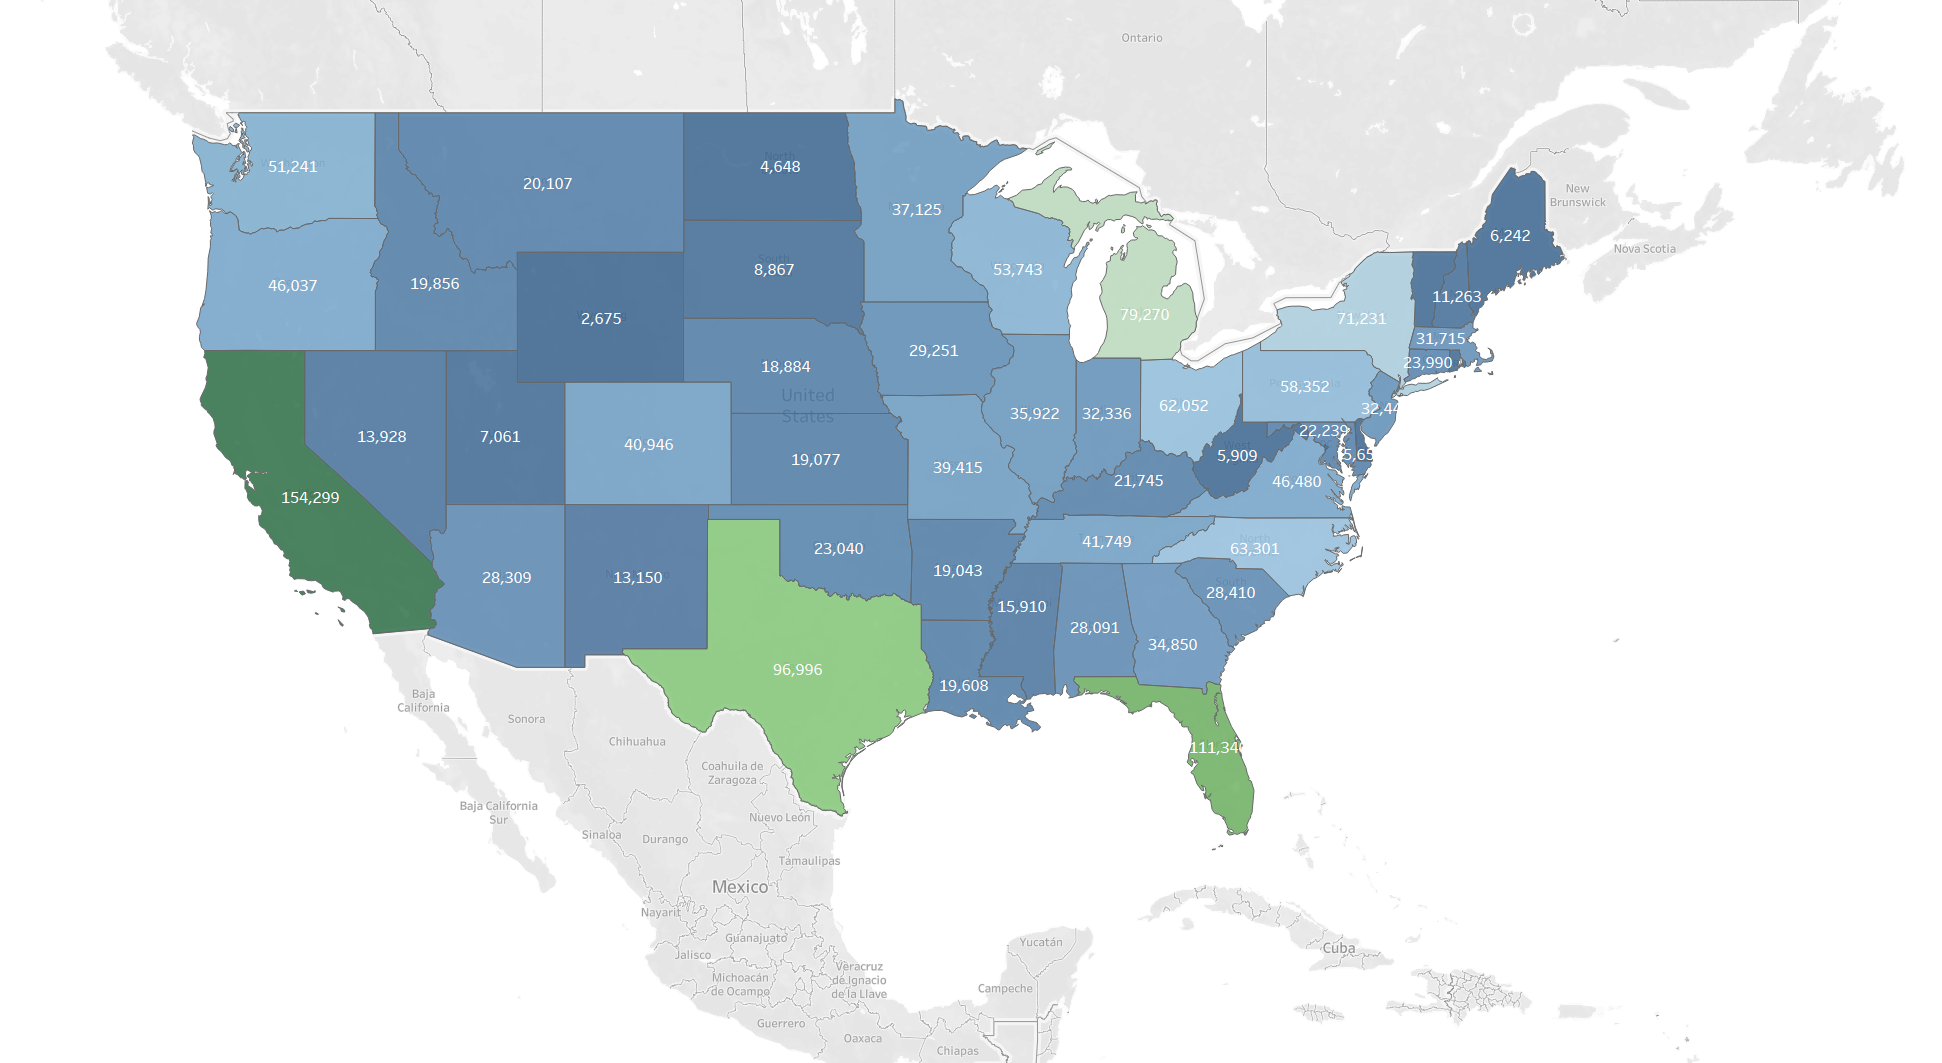 Ontario
51,241
20,107
4,648
37,125
New
Brunswick
6,242
Nova Scotia
46,037
19,856
2,675
South
8,867
53,743
79,270
71,231
11,263
31,715
23,990
29,251
18,884
United
States
58,352
62,052
35,922
32,336
13,928
7,061
40,946
19,077
39,415
22,239
West
5,909
21,745
46,480
154,299
28,309
13,150
23,040
19,043
41,749
North
63,301
South
28,410
15,910
28,091
34,850
96,996
19,608
Baja
California
Sonora
Chihuahua
Coahuila de
Zaragoza
Baja California
Sur
Nuevo León
Sinaloa
Durango
Tamaulipas
Mexico
Nayarit
Guanajuato
Jalisco
Michoacán
de Ocampo
Veracruz
de Ignacio
de la Llave
Yucatán
Campeche
Cuba
Guerrero
Oaxaca
Chiapas